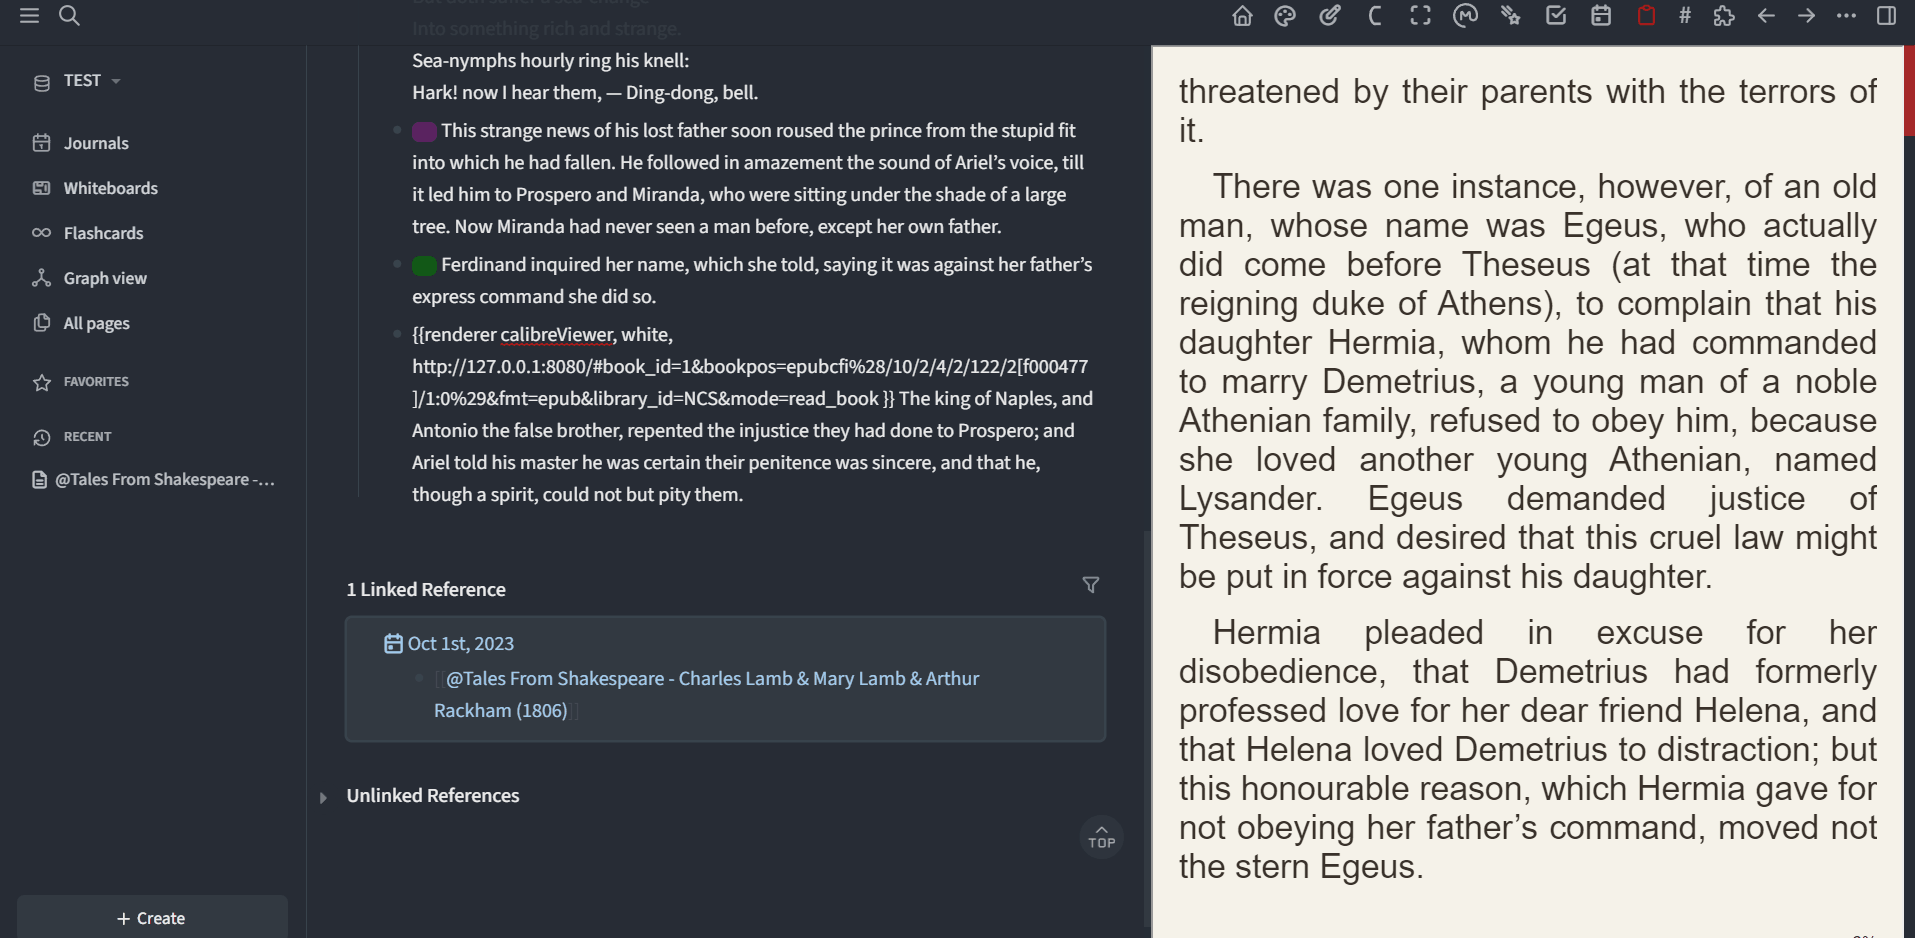 TEST
Journals
Whiteboards
Flashcards
Graph view
All pages
FAVORITES
RECENT
@Tales From Shakespeare -...
+ Create
Into something rich and strange.
Sea-nymphs hourly ring his knell:
Hark! now I hear them, — Ding-dong, bell.
This strange news of his lost father soon roused the prince from the stupid fit
into which he had fallen. He followed in amazement the sound of Ariel’s voice, till
it led him to Prospero and Miranda, who were sitting under the shade of a large
tree. Now Miranda had never seen a man before, except her own father.
Ferdinand inquired her name, which she told, saying it was against her father’s
express command she did so.
{{renderer calibreViewer, white,
http://127.0.0.1:8080/#book_id=1&bookpos=epubcfi%28/10/2/4/2/122/2[f000477
]/1:0%29&fmt=epub&library_id=NCS&mode=read_book }} The king of Naples, and
Antonio the false brother, repented the injustice they had done to Prospero; and
Ariel told his master he was certain their penitence was sincere, and that he,
though a spirit, could not but pity them.
1 Linked Reference
Oct 1st, 2023
[[@Tales From Shakespeare - Charles Lamb & Mary Lamb & Arthur
Rackham (1806)]]
Unlinked References
TOP
threatened by their parents with the terrors of
it.
There was one instance, however, of an old
man, whose name was Egeus, who actually
did come before Theseus (at that time the
reigning duke of Athens), to complain that his
daughter Hermia, whom he had commanded
to marry Demetrius, a young man of a noble
Athenian family, refused to obey him, because
she loved another young Athenian, named
Lysander. Egeus demanded justice of
Theseus, and desired that this cruel law might
be put in force against his daughter.
Hermia pleaded in excuse for her
disobedience, that Demetrius had formerly
professed love for her dear friend Helena, and
that Helena loved Demetrius to distraction; but
this honourable reason, which Hermia gave for
not obeying her father’s command, moved not
the stern Egeus.